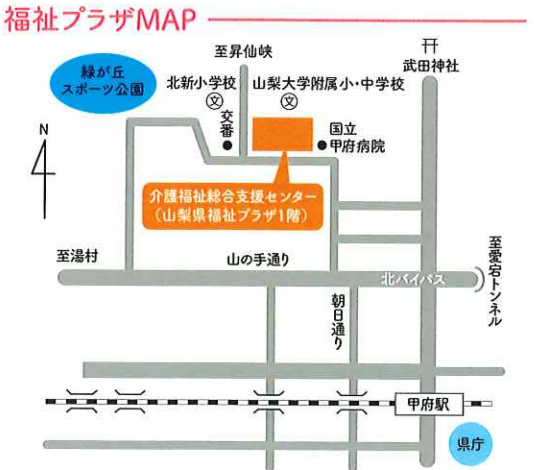 福祉プラザMAP
至昇仙峡
武田神社
緑が丘
スポーツ公園
北新小学校
文
山梨大学附属小・中学校
文
交番
国立
甲府病院
N
介護福祉総合支援センター
(山梨県福祉プラザ1階)
至湯村
山の手通り
北バイパス
至愛宕トンネル
朝日通り
甲府駅
県庁